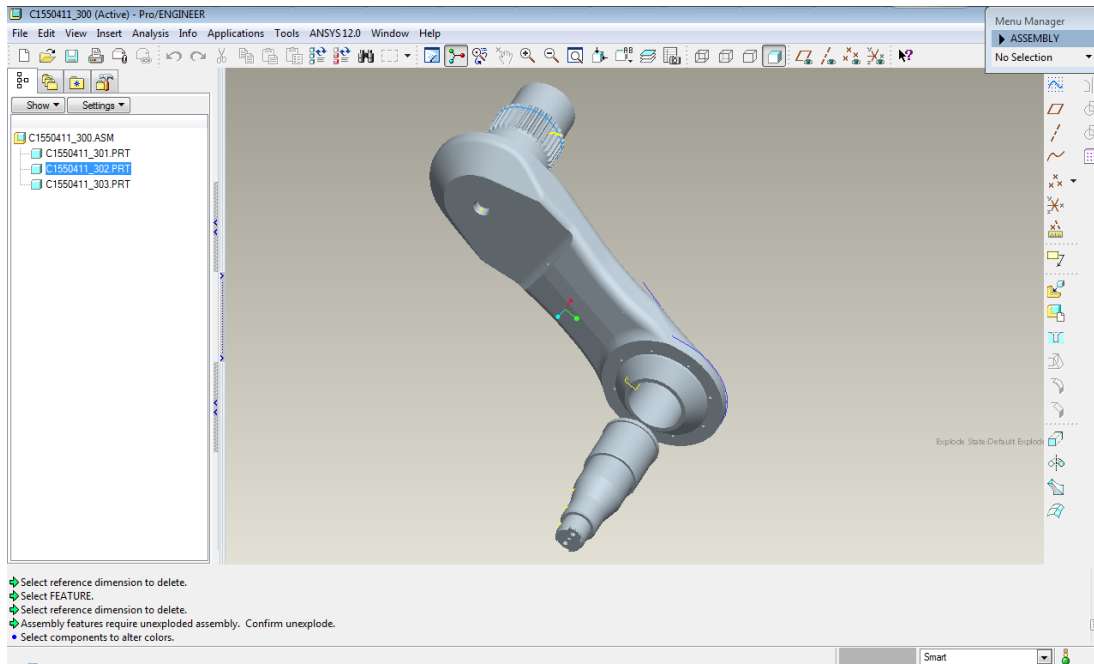 C1550411_300 (Active) - Pro/ENGINEER
File Edit View Insert Analysis Info Applications Tools ANSYS12.0 Window Help
Menu Manager
ASSEMBLY
No Selection
Show Settings
C1550411_300.ASM
C1550411_301.PRT
C1550411_302.PRT
C1550411_303.PRT
Explode State:Default Explode
Select reference dimension to delete.
Select FEATURE.
Select reference dimension to delete.
Assembly features require unexploded assembly. Confirm unexplode.
Select components to alter colors.
Smart